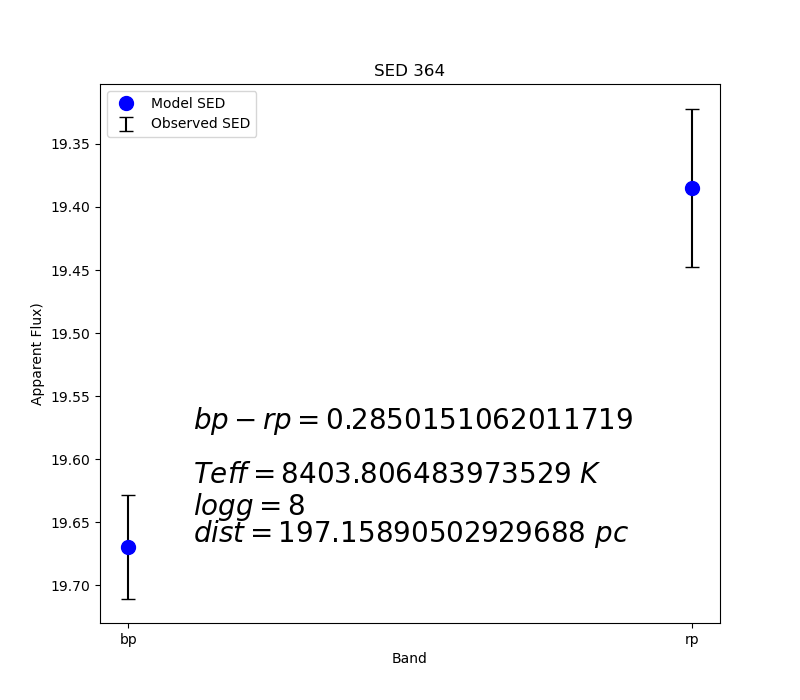 SED 364
Model SED
Observed SED
19.35
19.40
19.45
19.50
19.55
19.60
19.65
19.70
Apparent Flux)
bp − rp = 0.2850151062011719
Teff = 8403.806483973529 K
logg = 8
dist = 197.15890502929688 pc
bp
rp
Band